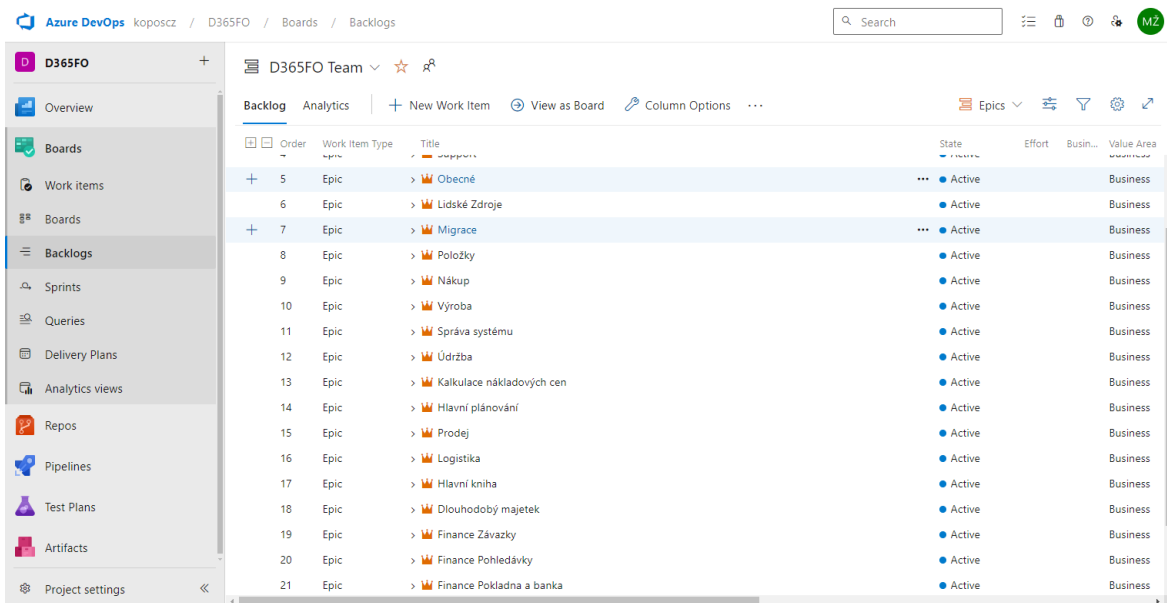 Azure DevOps koposcz / D365FO / Boards / Backlogs Search MŽ
D D365FO
D365FO Team
Overview
Boards
Work items
Boards
Backlogs
Sprints
Queries
Delivery Plans
Analytics views
Repos
Pipelines
Test Plans
Artifacts
Project settings
Backlog Analytics New Work Item View as Board Column Options ... Epics
Order Work Item Type Title State Effort Busin... Value Area
4 Epic Support Active Business
5 Epic Obecné ... Active Business
6 Epic Lidské Zdroje Active Business
7 Epic Migrace ... Active Business
8 Epic Položky Active Business
9 Epic Nákup Active Business
10 Epic Výroba Active Business
11 Epic Správa systému Active Business
12 Epic Údržba Active Business
13 Epic Kalkulace nákladových cen Active Business
14 Epic Hlavní plánování Active Business
15 Epic Prodej Active Business
16 Epic Logistika Active Business
17 Epic Hlavní kniha Active Business
18 Epic Dlouhodobý majetek Active Business
19 Epic Finance Závazky Active Business
20 Epic Finance Pohledávky Active Business
21 Epic Finance Pokladna a banka Active Business